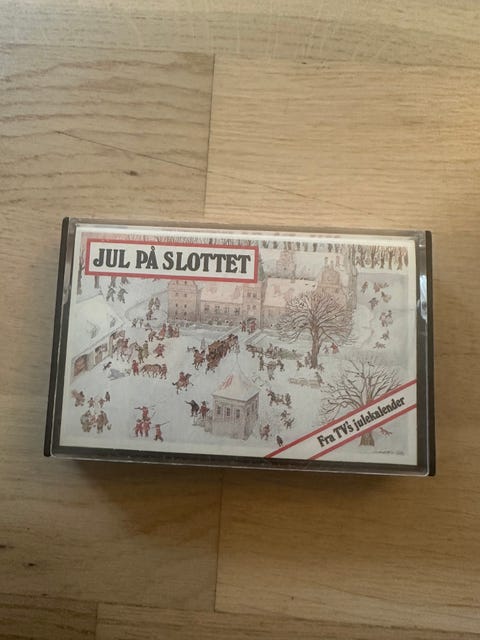 JUL PÅ SLOTTET
Fra TV's julekalender